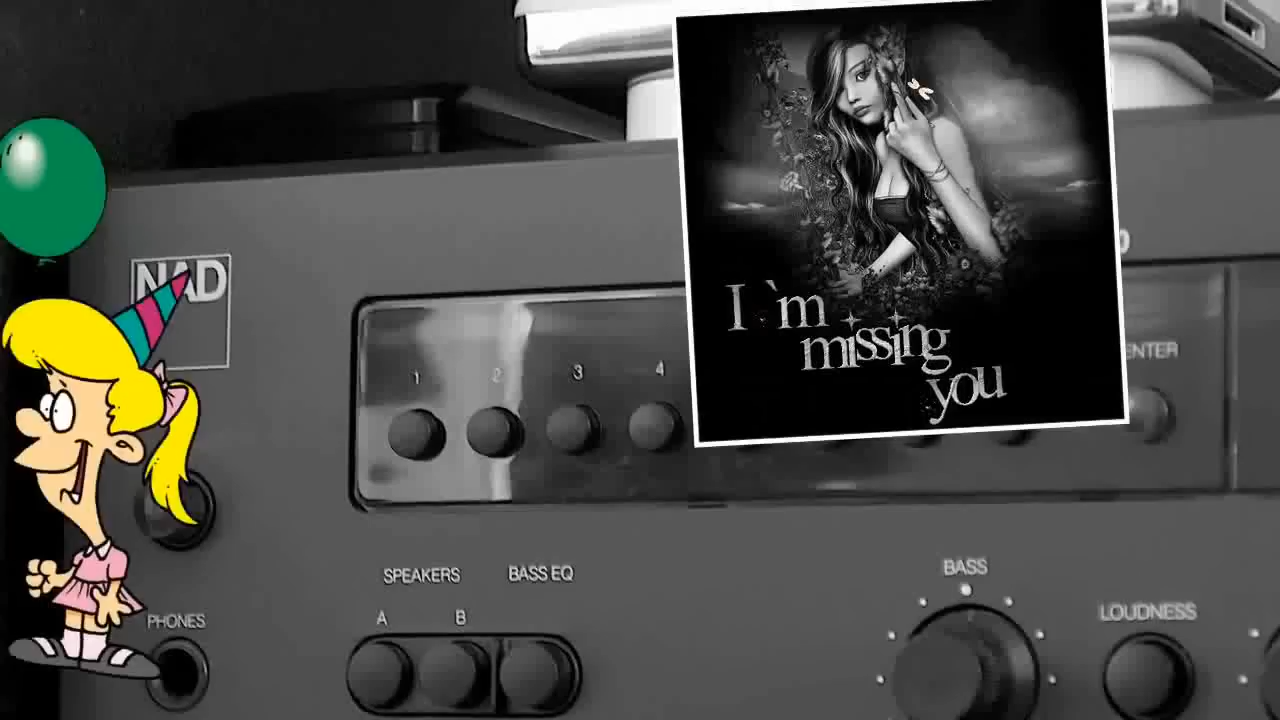 NAD
I`m
missing
you
ENTER
1 2 3 4
SPEAKERS BASS EQ
A B
PHONES
BASS
LOUDNESS